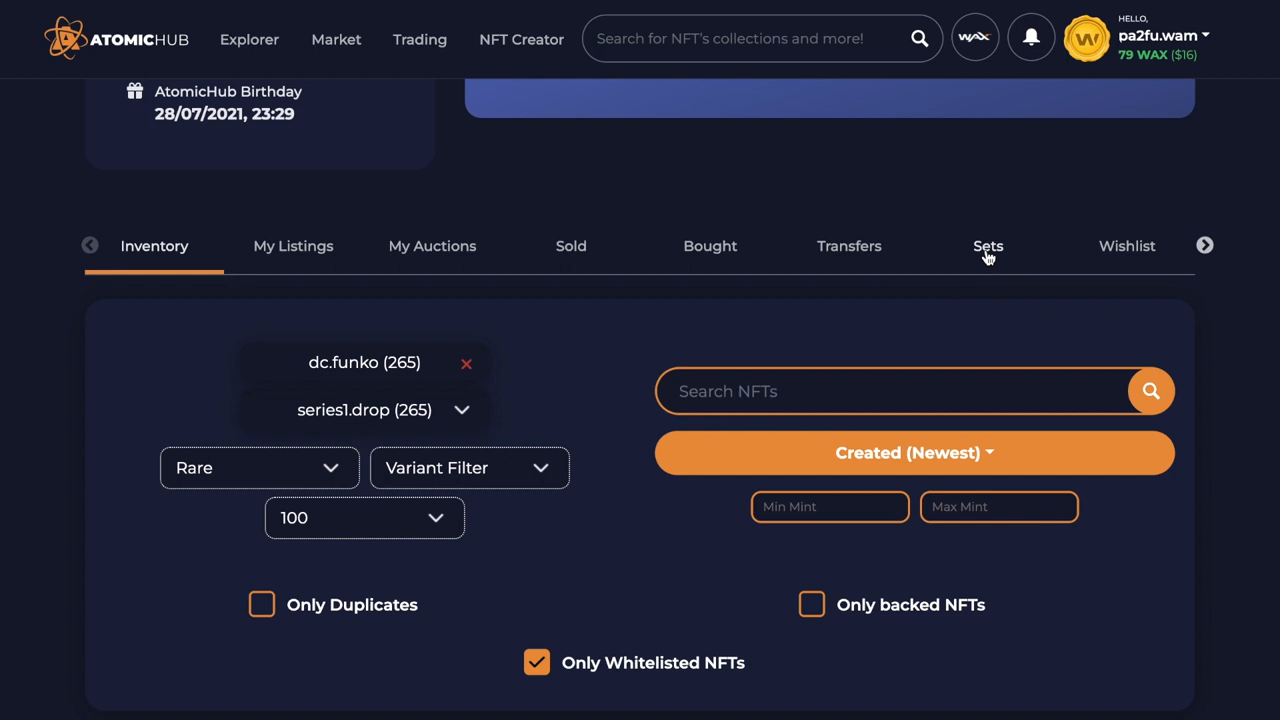 ATOMICHUB
Explorer
Market
Trading
NFT Creator
Search for NFT's collections and more!
WAX
W
HELLO,
pa2fu.wam
79 WAX ($16)
AtomicHub Birthday
28/07/2021, 23:29
Inventory
My Listings
My Auctions
Sold
Bought
Transfers
Sets
Wishlist
dc.funko (265)
series1.drop (265)
Rare
Variant Filter
100
Search NFTs
Created (Newest)
Min Mint
Max Mint
Only Duplicates
Only backed NFTs
Only Whitelisted NFTs